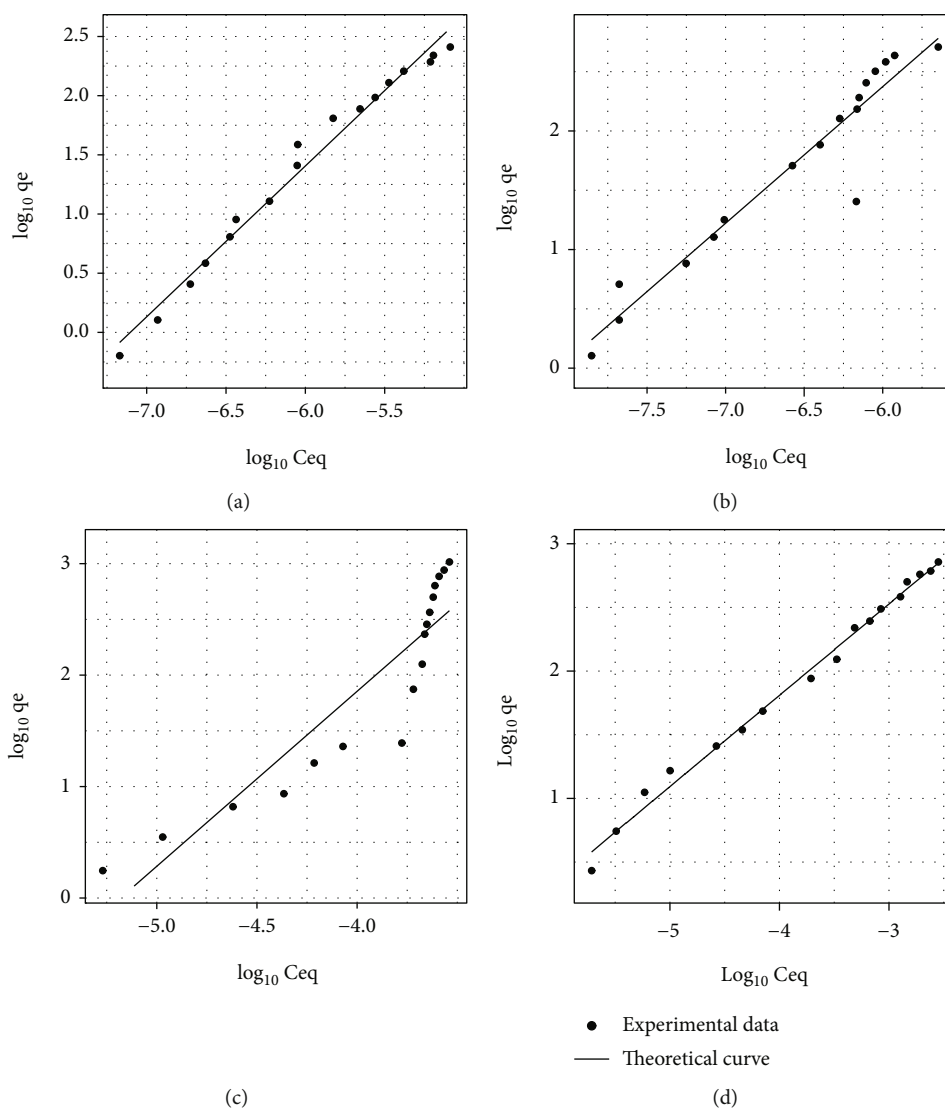 2.5
2.0
1.5
1.0
0.5
0.0
log₁₀ qe
−7.0 −6.5 −6.0 −5.5
log₁₀ Ceq
(a)
2
1
0
log₁₀ qe
−7.5 −7.0 −6.5 −6.0
log₁₀ Ceq
(b)
3
2
1
0
log₁₀ qe
−5.0 −4.5 −4.0
log₁₀ Ceq
(c)
3
2
1
Log₁₀ qe
−5 −4 −3
Log₁₀ Ceq
Experimental data
Theoretical curve
(d)